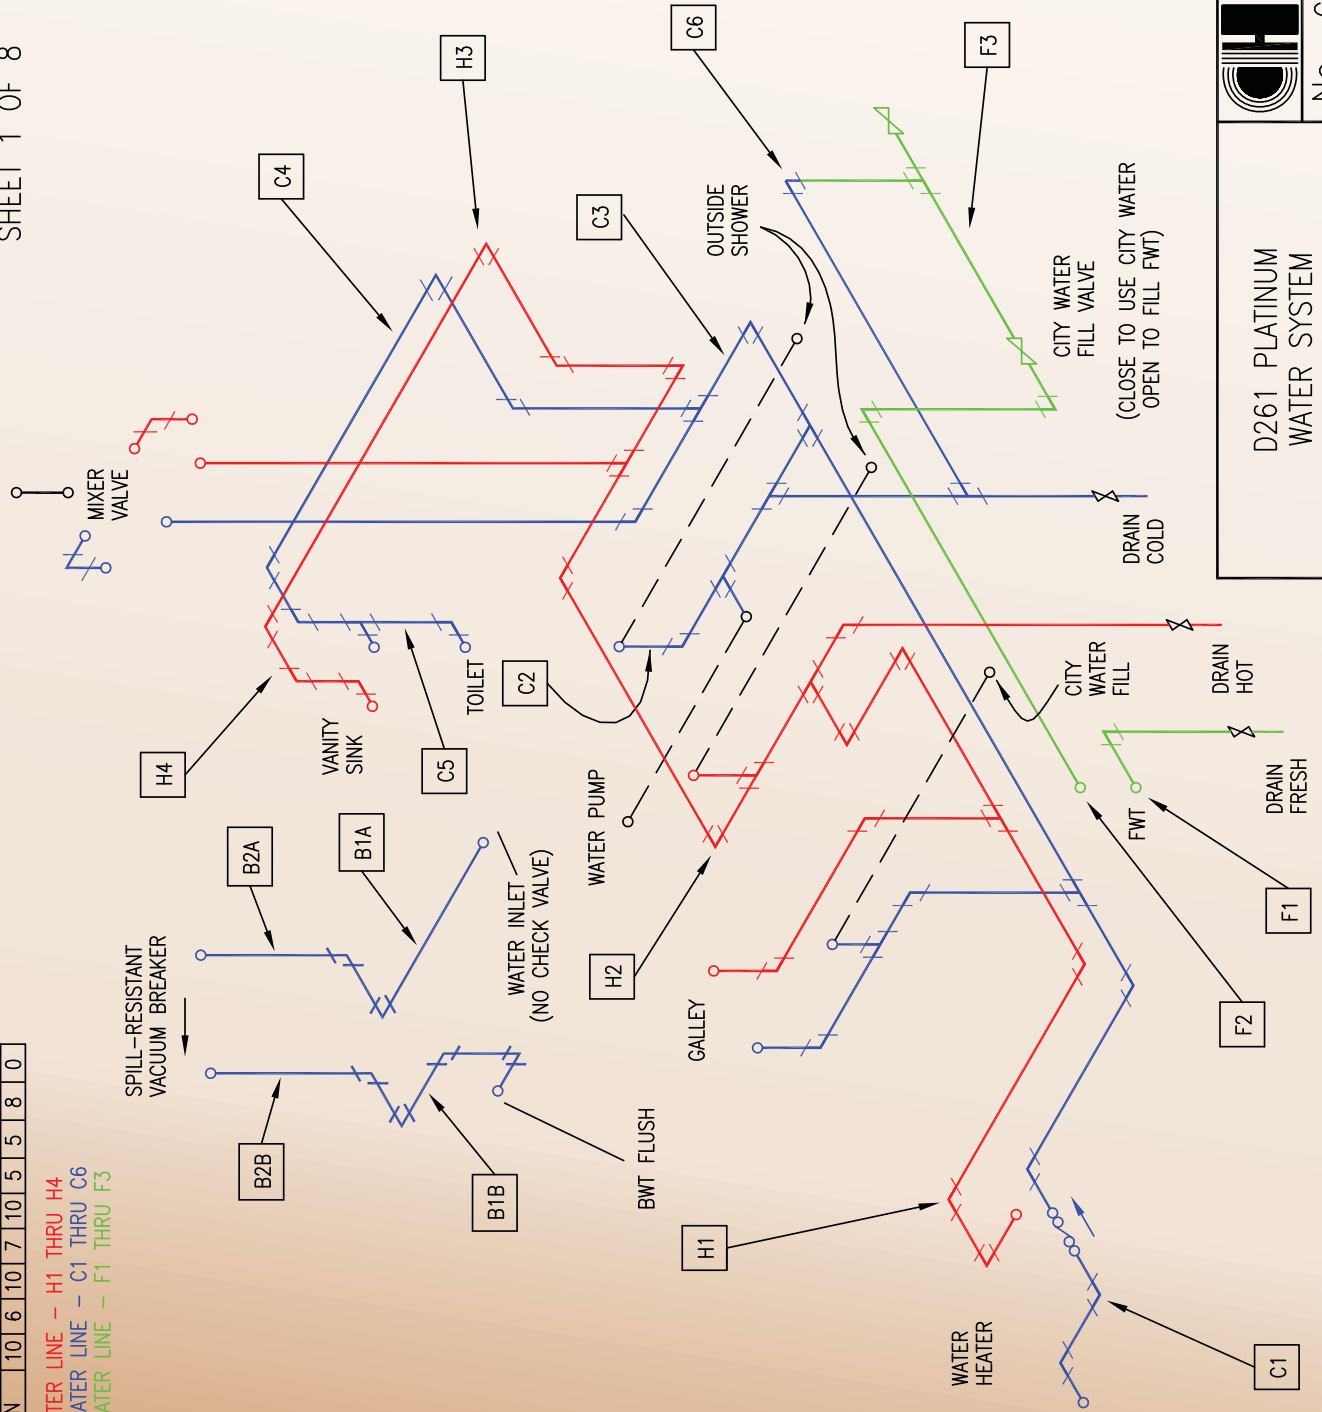 SHEET 1 OF 8
N 10 6 10 7 10 5 5 8 0
TER LINE – H1 THRU H4
ATER LINE – C1 THRU C6
ATER LINE – F1 THRU F3
SPILL–RESISTANT
VACUUM BREAKER
B2A
B2B
B1A
B1B
WATER INLET
(NO CHECK VALVE)
BWT FLUSH
MIXER
VALVE
H4
VANITY
SINK
C5
TOILET
C4
H3
C3
C2
C6
F3
OUTSIDE
SHOWER
WATER PUMP
H2
GALLEY
H1
WATER
HEATER
C1
CITY WATER
FILL VALVE
(CLOSE TO USE CITY WATER
OPEN TO FILL FWT)
DRAIN
COLD
CITY
WATER
FILL
DRAIN
HOT
FWT
DRAIN
FRESH
F1
F2
D261 PLATINUM
WATER SYSTEM
CH
No.